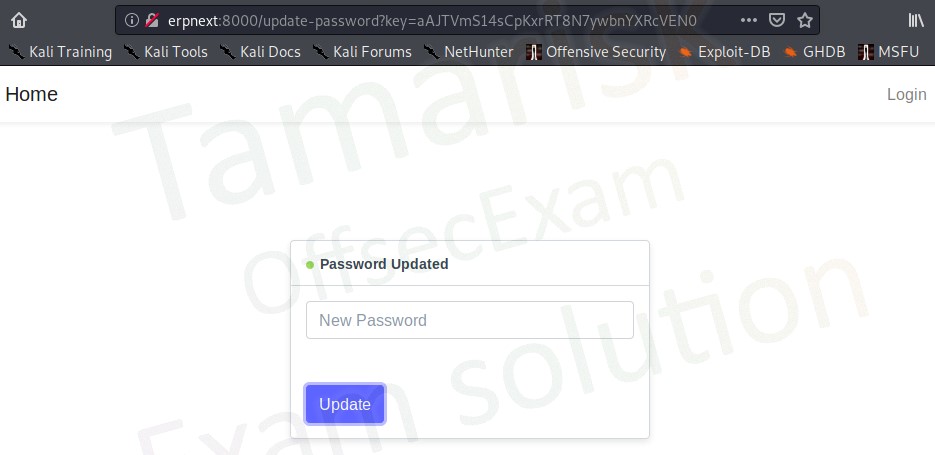 erpnext:8000/update-password?key=aAJTVmS14sCpKxrRT8N7ywbnYXRcVEN0
Kali Training Kali Tools Kali Docs Kali Forums NetHunter Offensive Security Exploit-DB GHDB MSFU
Home Login
Tamarisk
OffsecExam
Exam solution
Password Updated
New Password
Update